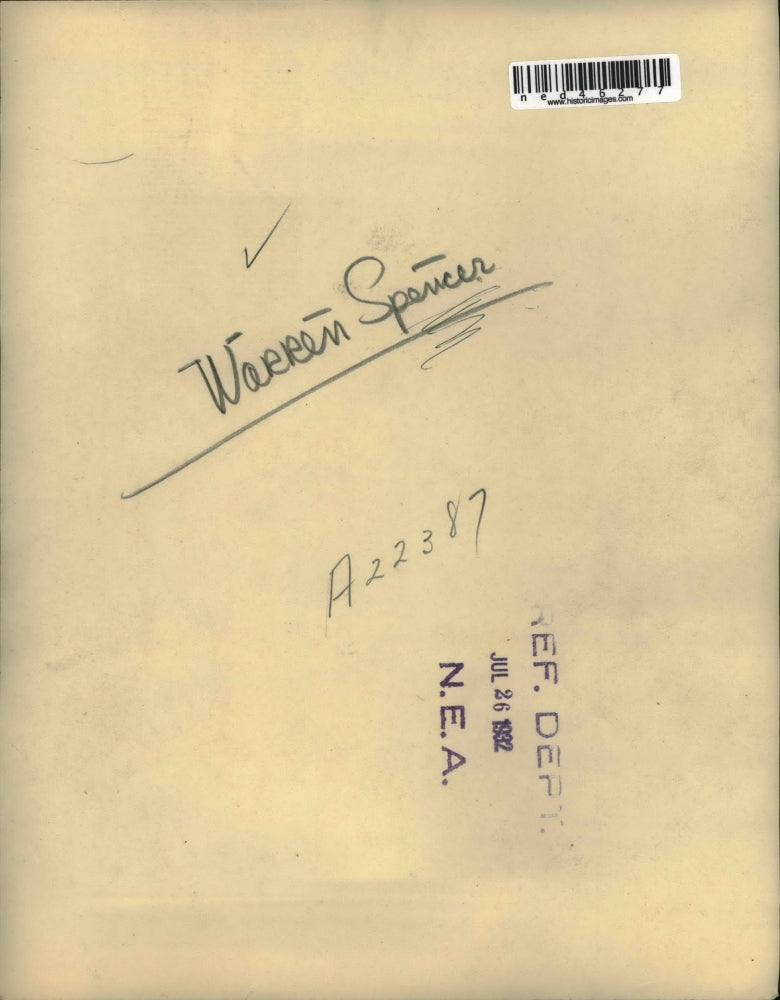 ned46277
www.historicimages.com
Warren Spencer
A22387
REF. DEPT.
JUL 26 1932
N.E.A.